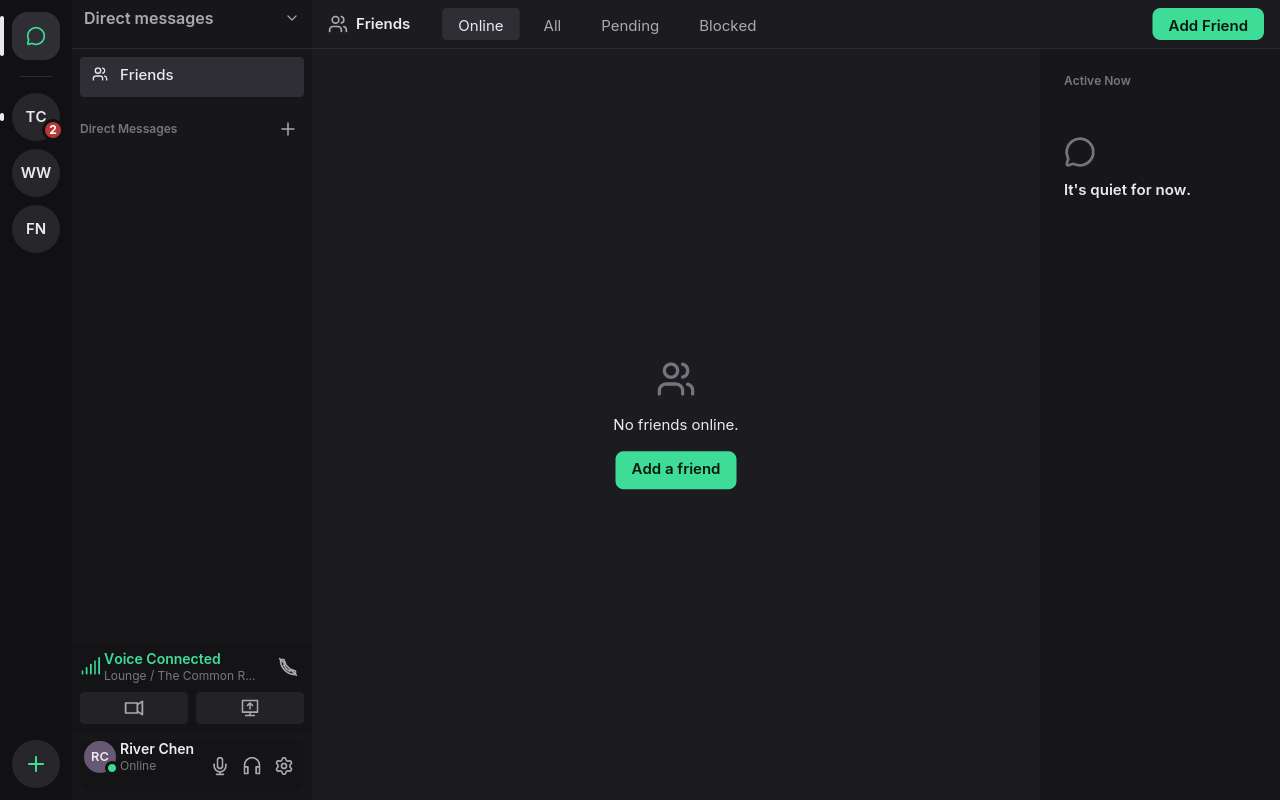 TC
2
WW
FN
Direct messages
Friends
Direct Messages
Voice Connected
Lounge / The Common R...
RC
River Chen
Online
Friends
Online
All
Pending
Blocked
Add Friend
No friends online.
Add a friend
Active Now
It's quiet for now.